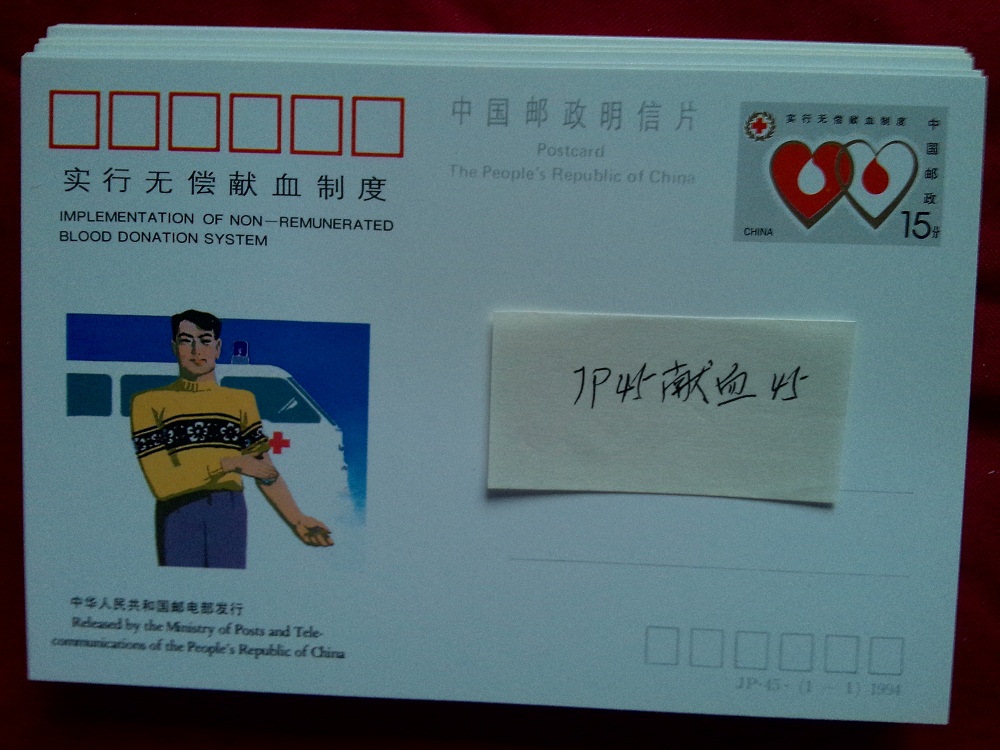 实行无偿献血制度
IMPLEMENTATION OF NON—REMUNERATED
BLOOD DONATION SYSTEM
中国邮政明信片
Postcard
The People's Republic of China
实行无偿献血制度
中国邮政
CHINA
15分
JP45献血 45
中华人民共和国邮电部发行
Released by the Ministry of Posts and Tele-
communications of the People's Republic of China
JP·45·(1-1) 1994